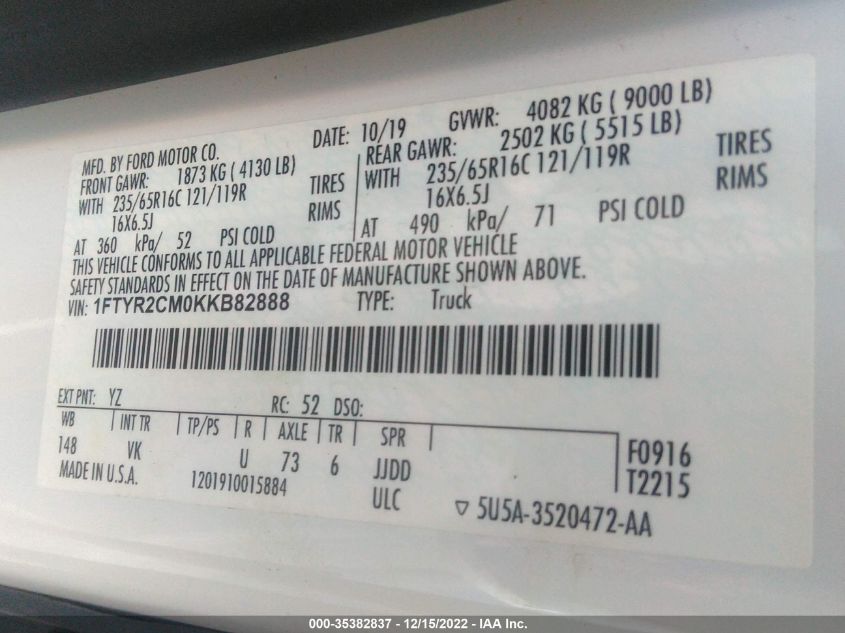 MFD. BY FORD MOTOR CO. DATE: 10/19 GVWR: 4082 KG ( 9000 LB)
FRONT GAWR: 1873 KG ( 4130 LB) REAR GAWR: 2502 KG ( 5515 LB)
WITH 235/65R16C 121/119R TIRES WITH 235/65R16C 121/119R TIRES
16X6.5J RIMS 16X6.5J RIMS
AT 360 kPa/ 52 PSI COLD AT 490 kPa/ 71 PSI COLD
THIS VEHICLE CONFORMS TO ALL APPLICABLE FEDERAL MOTOR VEHICLE
SAFETY STANDARDS IN EFFECT ON THE DATE OF MANUFACTURE SHOWN ABOVE.
VIN: 1FTYR2CM0KKB82888 TYPE: Truck
EXT PNT: YZ RC: 52 DSO:
WB INT TR TP/PS R AXLE TR SPR
148 VK U 73 6 JJDD F0916
MADE IN U.S.A. 1201910015884 ULC T2215
5U5A-3520472-AA
000-35382837 - 12/15/2022 - IAA Inc.